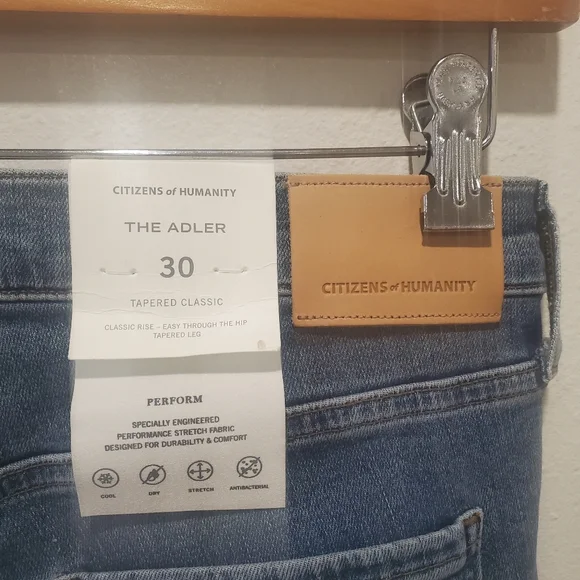 CITIZENS of HUMANITY
THE ADLER
30
TAPERED CLASSIC
CLASSIC RISE – EASY THROUGH THE HIP
TAPERED LEG
PERFORM
SPECIALLY ENGINEERED
PERFORMANCE STRETCH FABRIC
DESIGNED FOR DURABILITY & COMFORT
COOL DRY STRETCH ANTIBACTERIAL
CITIZENS of HUMANITY